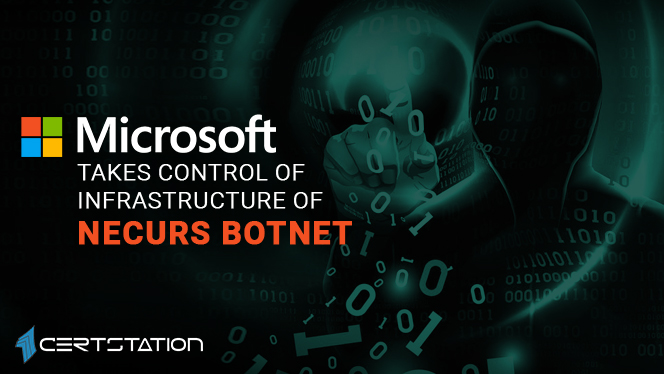 Microsoft
TAKES CONTROL OF
INFRASTRUCTURE OF
NECURS BOTNET
CERTSTATION